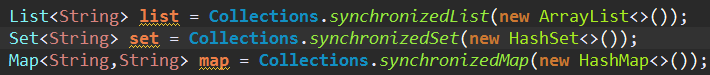 List<String> list = Collections.synchronizedList(new ArrayList<>());
Set<String> set = Collections.synchronizedSet(new HashSet<>());
Map<String,String> map = Collections.synchronizedMap(new HashMap<>());